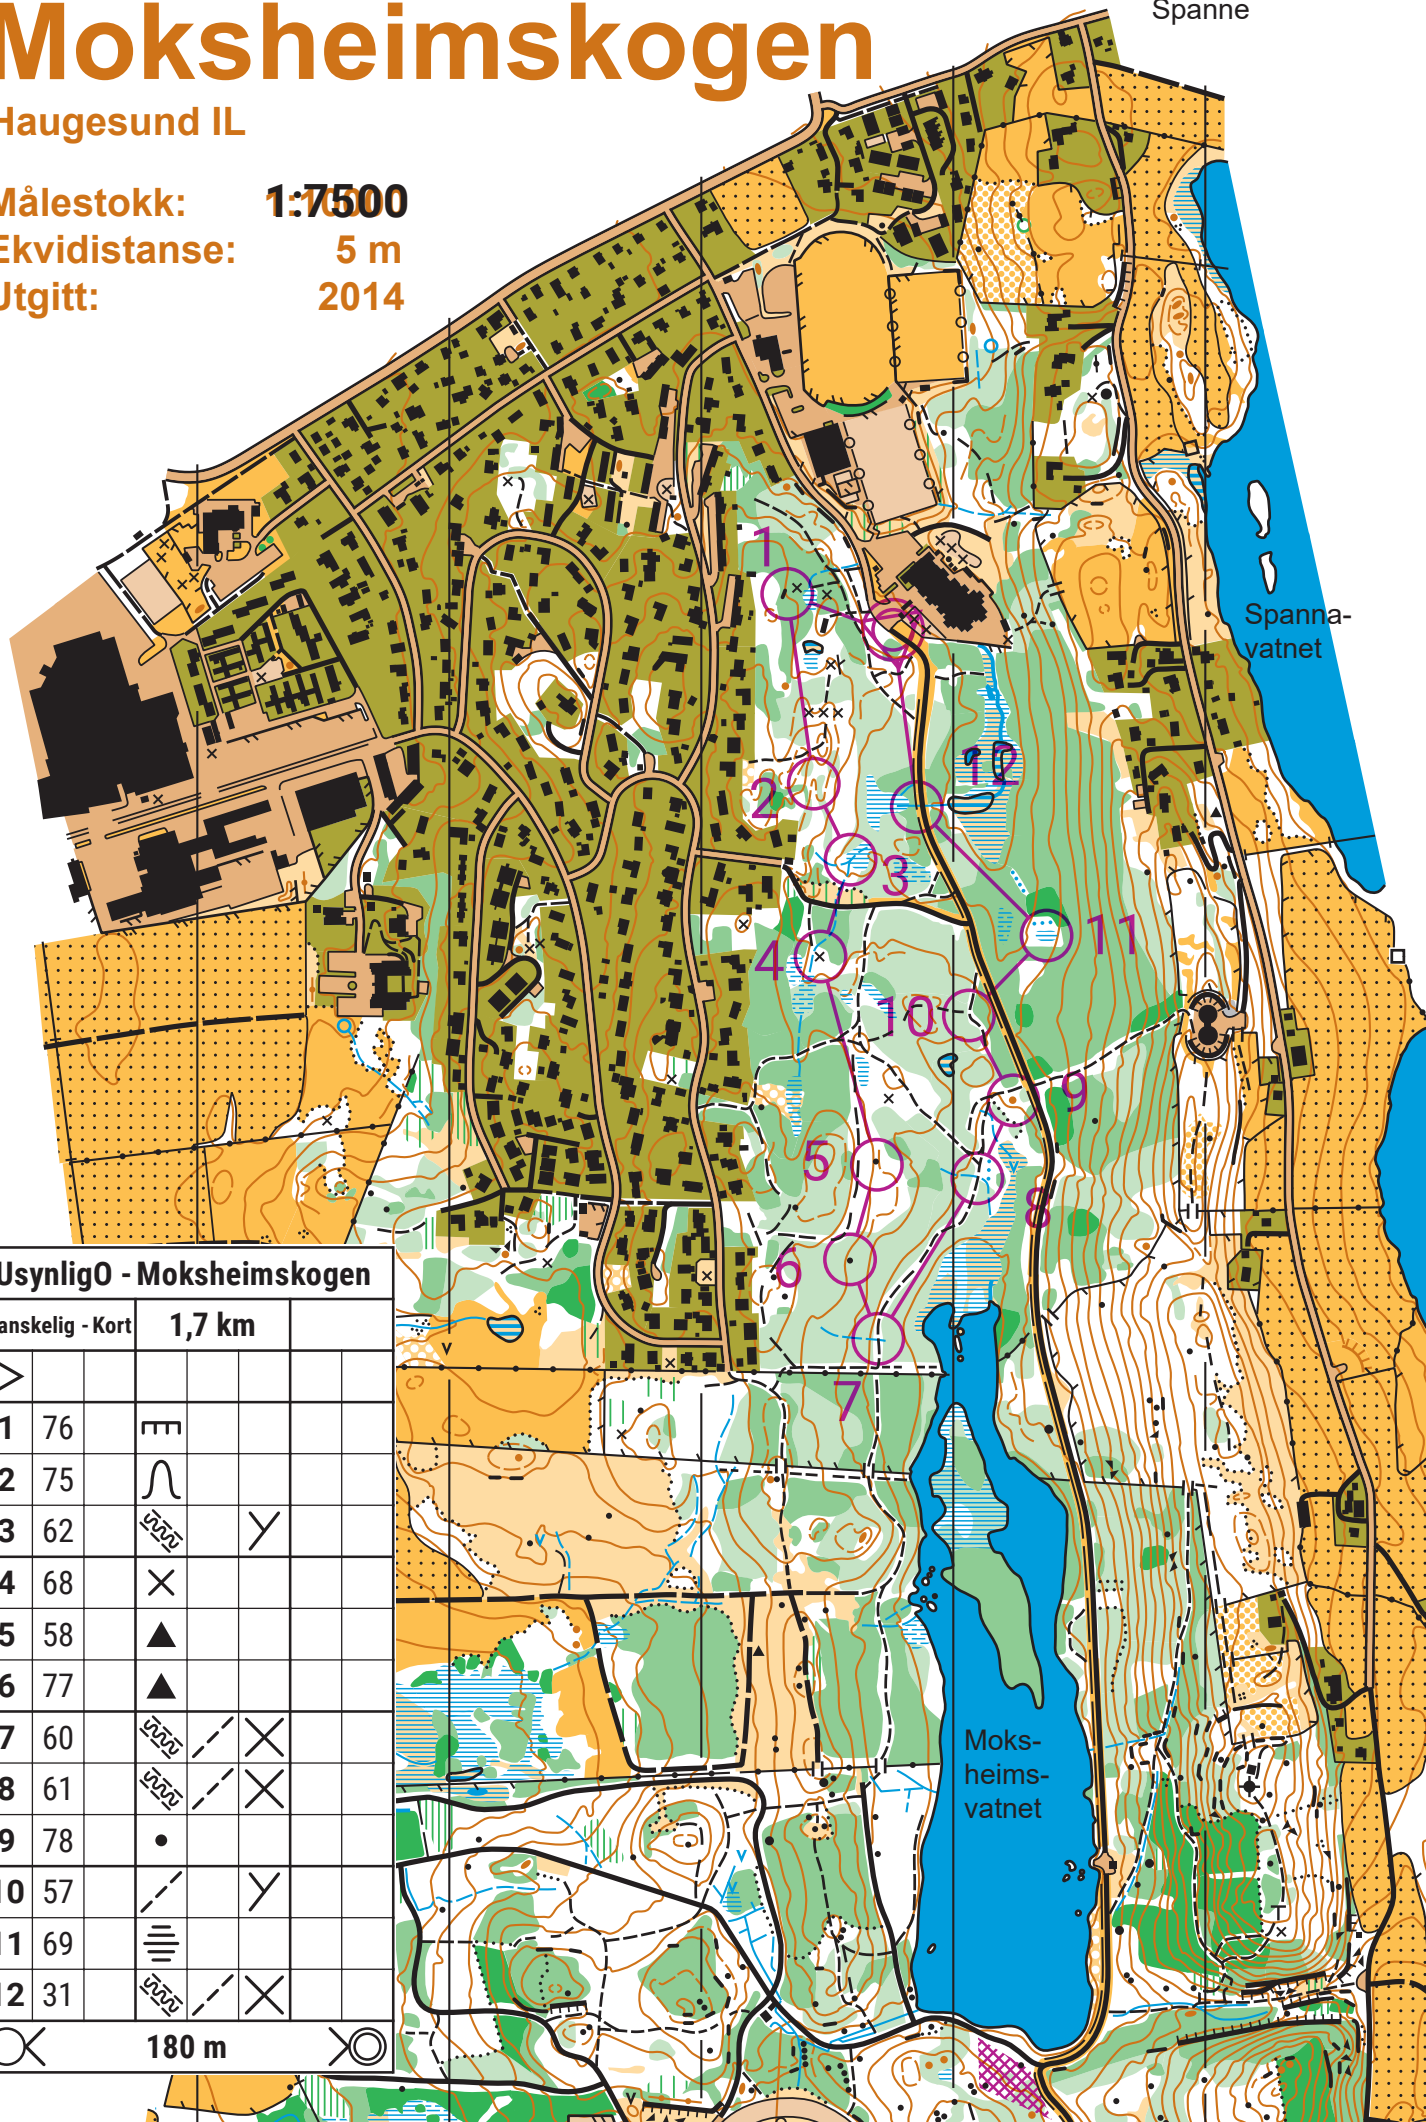 Moksheimskogen
Spanne
Haugesund IL
Målestokk: 1:7500
Ekvidistanse: 5 m
Utgitt: 2014
Spanna-
vatnet
1
2
3
4
5
6
7
8
9
10
11
12
Moks-
heims-
vatnet
UsynligO - Moksheimskogen
anskelig - Kort 1,7 km
1 76
2 75
3 62
4 68
5 58
6 77
7 60
8 61
9 78
10 57
11 69
12 31
180 m